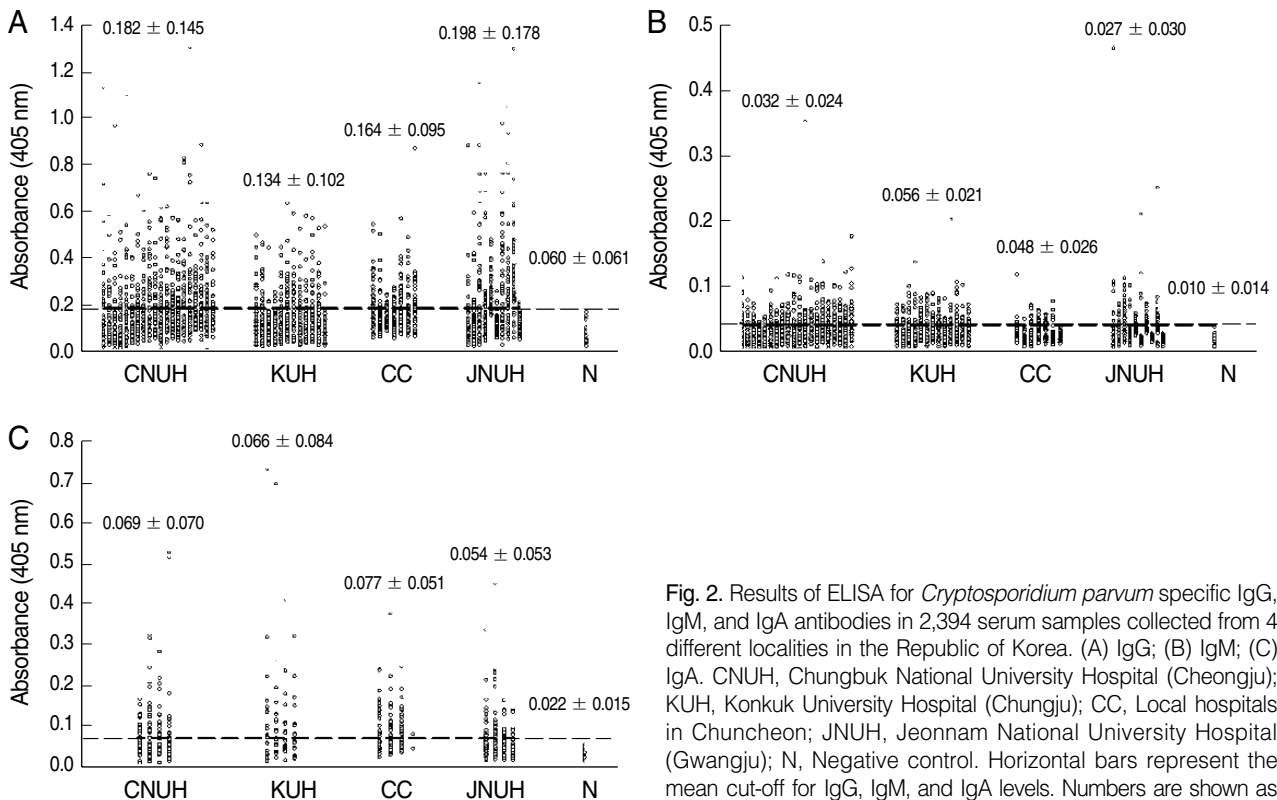 A
Absorbance (405 nm)
1.4
1.2
1.0
0.8
0.6
0.4
0.2
0.0
0.182 ± 0.145
0.134 ± 0.102
0.164 ± 0.095
0.198 ± 0.178
0.060 ± 0.061
CNUH KUH CC JNUH N
B
Absorbance (405 nm)
0.5
0.4
0.3
0.2
0.1
0.0
0.032 ± 0.024
0.056 ± 0.021
0.048 ± 0.026
0.027 ± 0.030
0.010 ± 0.014
CNUH KUH CC JNUH N
C
Absorbance (405 nm)
0.8
0.7
0.6
0.5
0.4
0.3
0.2
0.1
0.0
0.069 ± 0.070
0.066 ± 0.084
0.077 ± 0.051
0.054 ± 0.053
0.022 ± 0.015
CNUH KUH CC JNUH N
Fig. 2. Results of ELISA for Cryptosporidium parvum specific IgG,
IgM, and IgA antibodies in 2,394 serum samples collected from 4
different localities in the Republic of Korea. (A) IgG; (B) IgM; (C)
IgA. CNUH, Chungbuk National University Hospital (Cheongju);
KUH, Konkuk University Hospital (Chungju); CC, Local hospitals
in Chuncheon; JNUH, Jeonnam National University Hospital
(Gwangju); N, Negative control. Horizontal bars represent the
mean cut-off for IgG, IgM, and IgA levels. Numbers are shown as